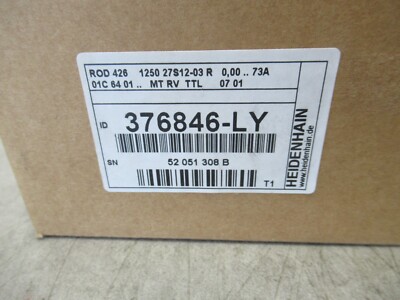 ROD 426 1250 27S12-03 R 0,00 .. 73A
01C 64 01 .. MT RV TTL 07 01
ID 376846-LY
SN 52 051 308 B
T1
HEIDENHAIN
www.heidenhain.de